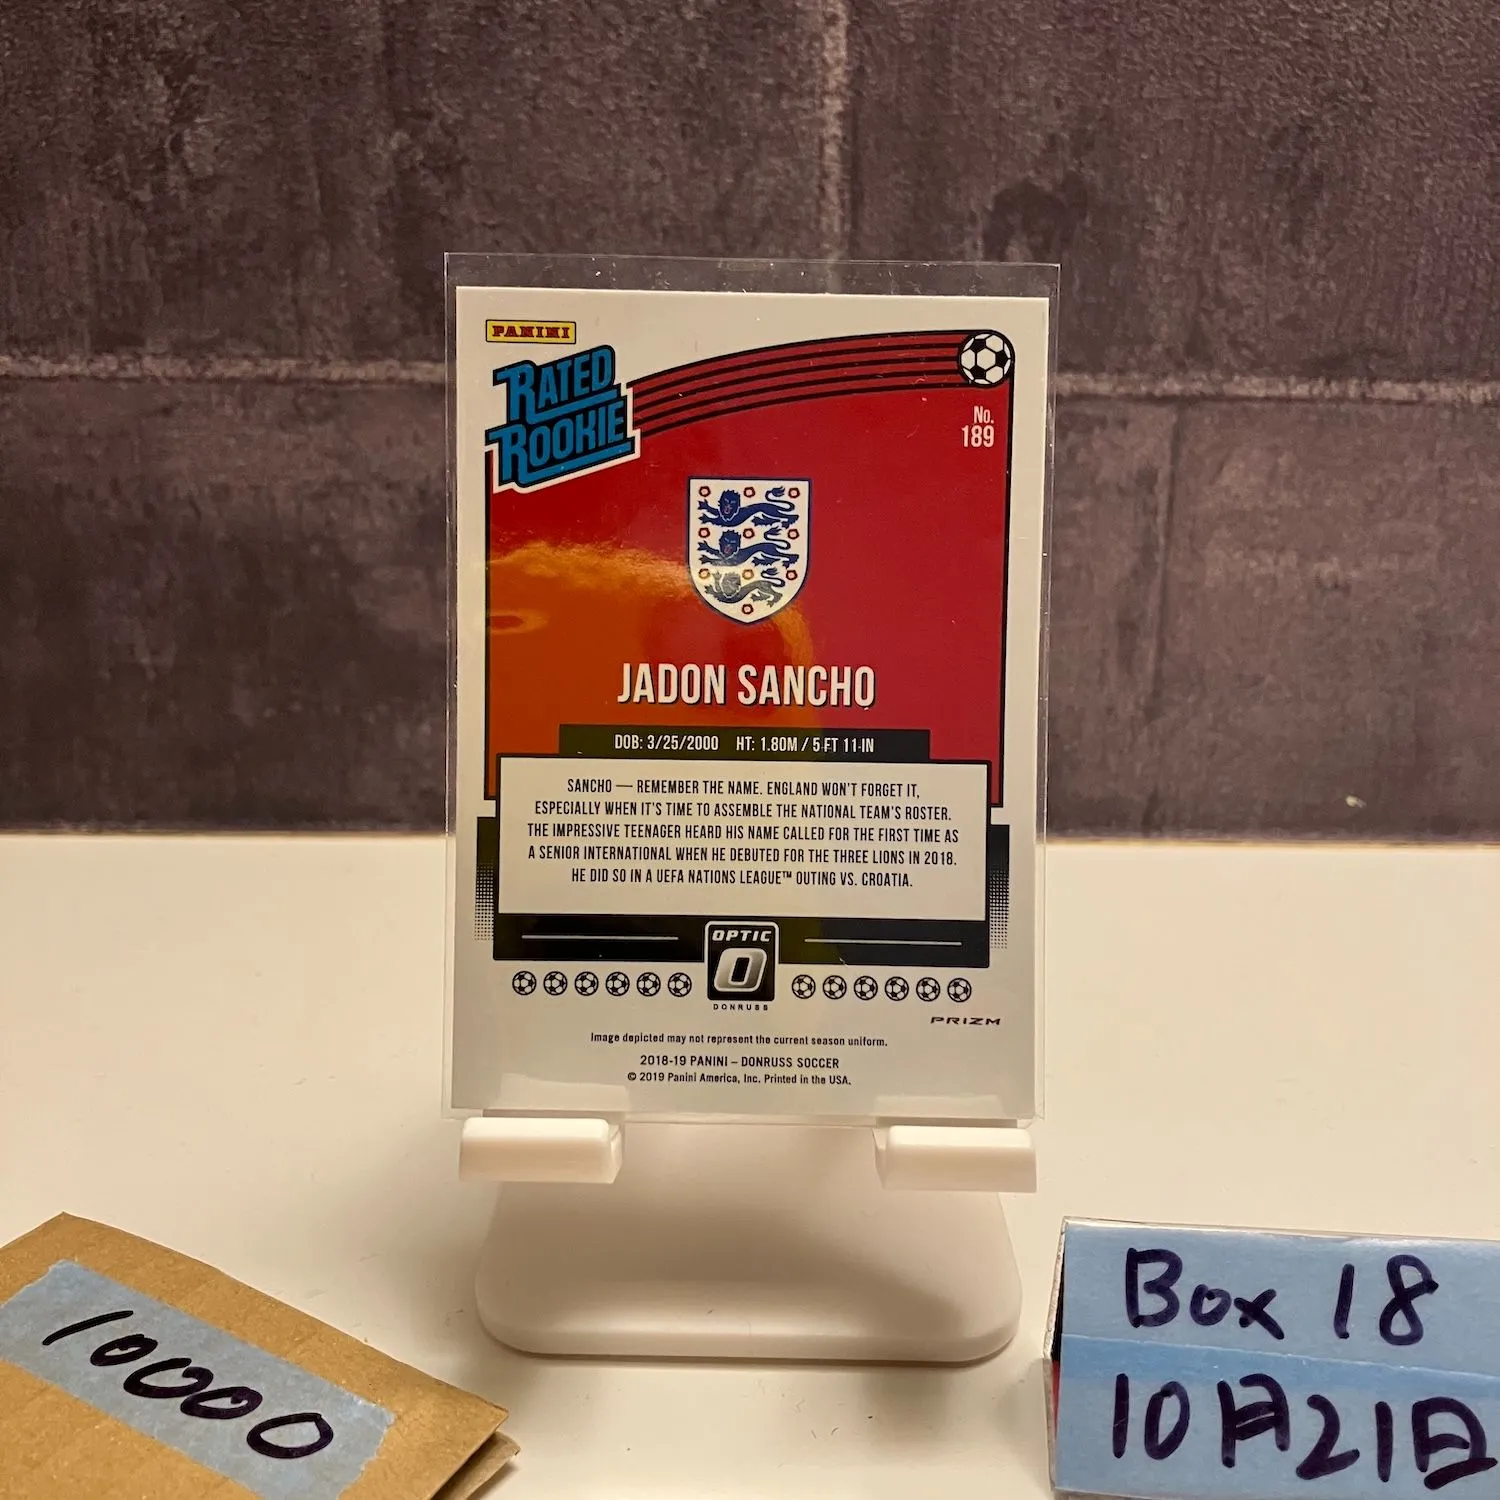 PANINI
RATED
ROOKIE
No.
189
JADON SANCHO
DOB: 3/25/2000 HT: 1.80M / 5 FT 11-IN
SANCHO — REMEMBER THE NAME. ENGLAND WON'T FORGET IT,
ESPECIALLY WHEN IT'S TIME TO ASSEMBLE THE NATIONAL TEAM'S ROSTER.
THE IMPRESSIVE TEENAGER HEARD HIS NAME CALLED FOR THE FIRST TIME AS
A SENIOR INTERNATIONAL WHEN HE DEBUTED FOR THE THREE LIONS IN 2018.
HE DID SO IN A UEFA NATIONS LEAGUE™ OUTING VS. CROATIA.
OPTIC
O
DONRUSS
PRIZM
Image depicted may not represent the current season uniform.
2018-19 PANINI – DONRUSS SOCCER
© 2019 Panini America, Inc. Printed in the USA.
10000
Box 18
10月21日